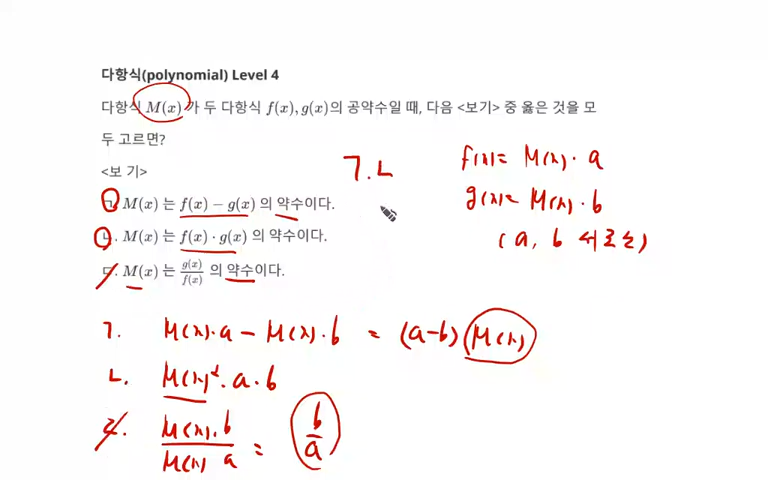 다항식(polynomial) Level 4
다항식 M(x) 가 두 다항식 f(x), g(x)의 공약수일 때, 다음 <보기> 중 옳은 것을 모
두 고르면?
<보 기>
ㄱ. M(x) 는 f(x) − g(x) 의 약수이다.
ㄴ. M(x) 는 f(x) · g(x) 의 약수이다.
ㄷ. M(x) 는 g(x)/f(x) 의 약수이다.
ㄱ. ㄴ
f(x) = M(x) · a
g(x) = M(x) · b
(a, b 서로소)
ㄱ. M(x)·a − M(x)·b = (a−b) M(x)
ㄴ. M(x)²·a·b
ㄷ. M(x)·b / M(x) a = b/a